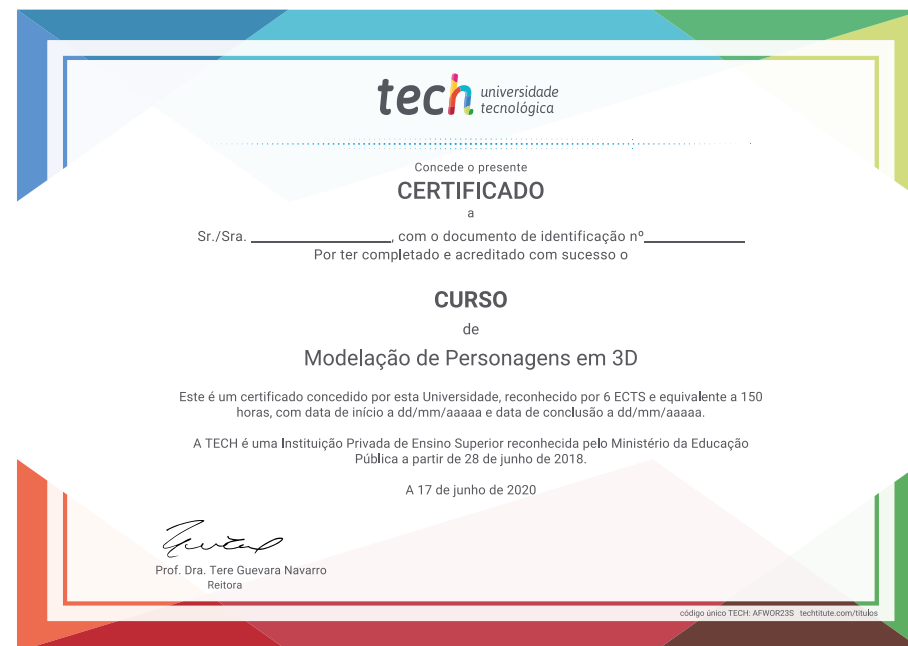 tech universidade
tecnológica
Concede o presente
CERTIFICADO
a
Sr./Sra. ____________________, com o documento de identificação nº______________
Por ter completado e acreditado com sucesso o
CURSO
de
Modelação de Personagens em 3D
Este é um certificado concedido por esta Universidade, reconhecido por 6 ECTS e equivalente a 150
horas, com data de início a dd/mm/aaaaa e data de conclusão a dd/mm/aaaaa.
A TECH é uma Instituição Privada de Ensino Superior reconhecida pelo Ministério da Educação
Pública a partir de 28 de junho de 2018.
A 17 de junho de 2020
Prof. Dra. Tere Guevara Navarro
Reitora
código único TECH: AFWOR23S techtitute.com/titulos